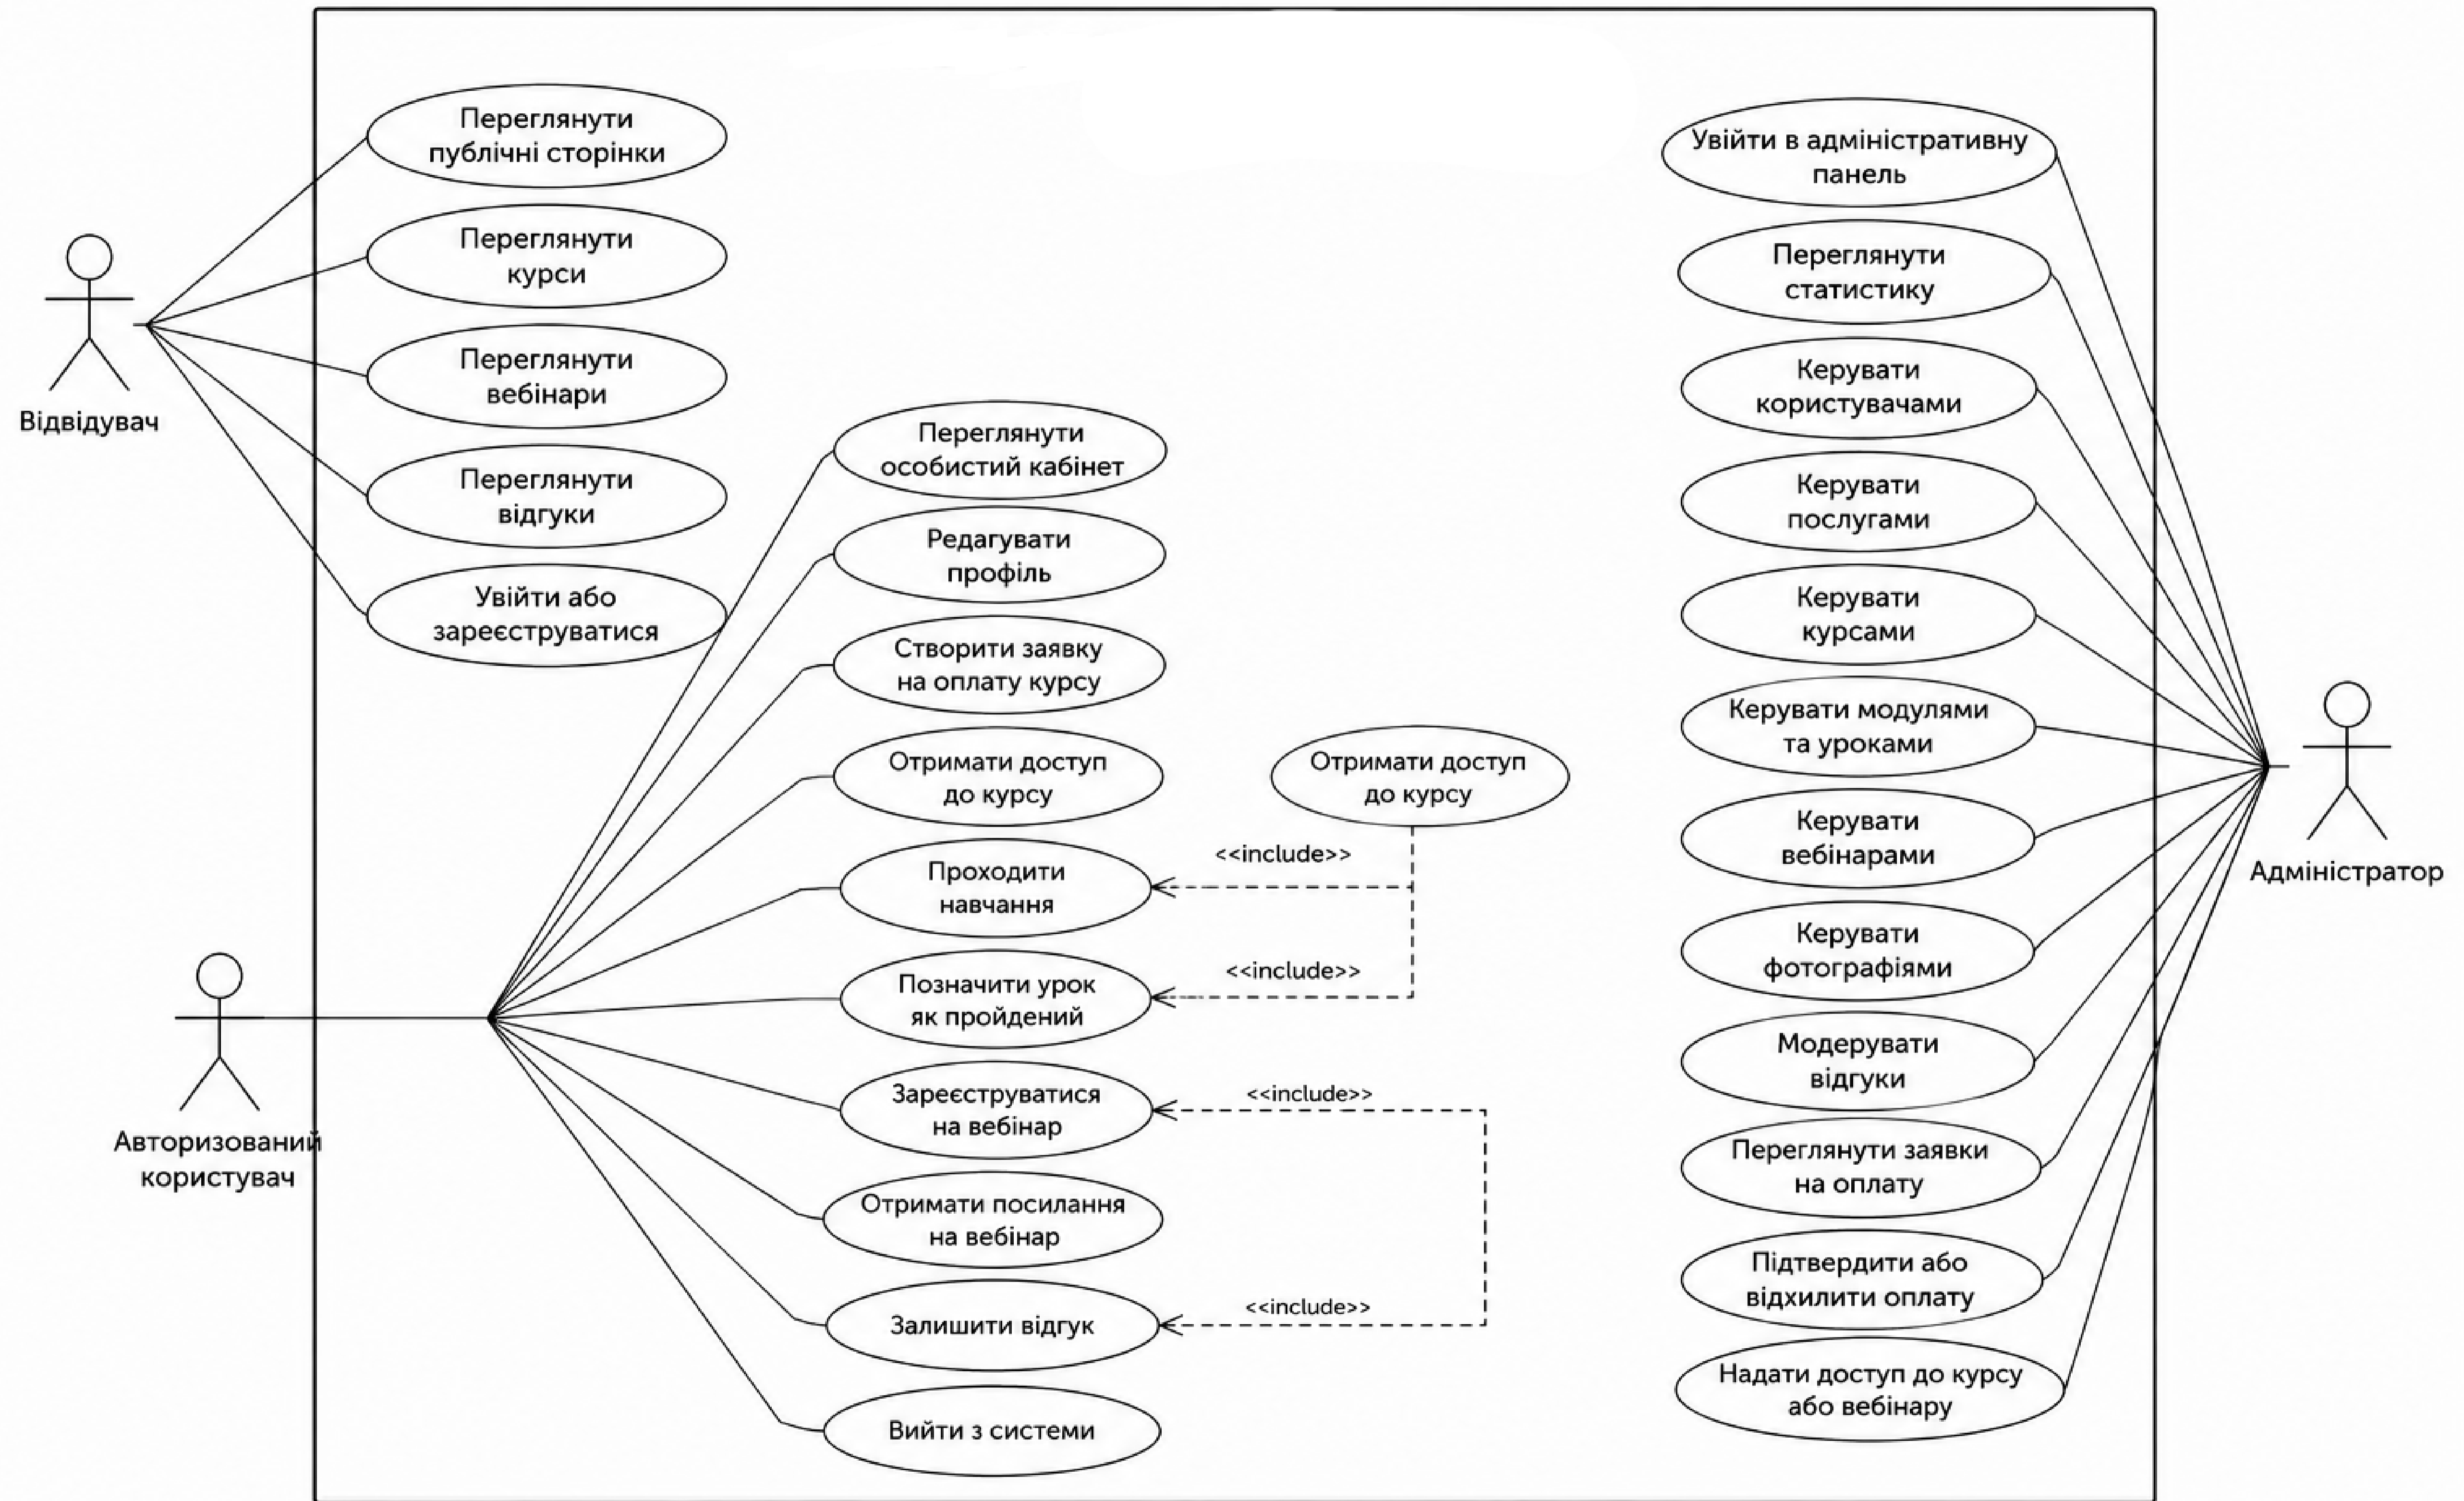 Переглянути
публічні сторінки
Переглянути
курси
Переглянути
вебінари
Переглянути
відгуки
Увійти або
зареєструватися
Відвідувач
Переглянути
особистий кабінет
Редагувати
профіль
Створити заявку
на оплату курсу
Отримати доступ
до курсу
Проходити
навчання
Позначити урок
як пройдений
Зареєструватися
на вебінар
Отримати посилання
на вебінар
Залишити відгук
Вийти з системи
Авторизований
користувач
Отримати доступ
до курсу
<<include>>
<<include>>
<<include>>
<<include>>
Увійти в адміністративну
панель
Переглянути
статистику
Керувати
користувачами
Керувати
послугами
Керувати
курсами
Керувати модулями
та уроками
Керувати
вебінарами
Керувати
фотографіями
Модерувати
відгуки
Переглянути заявки
на оплату
Підтвердити або
відхилити оплату
Надати доступ до курсу
або вебінару
Адміністратор